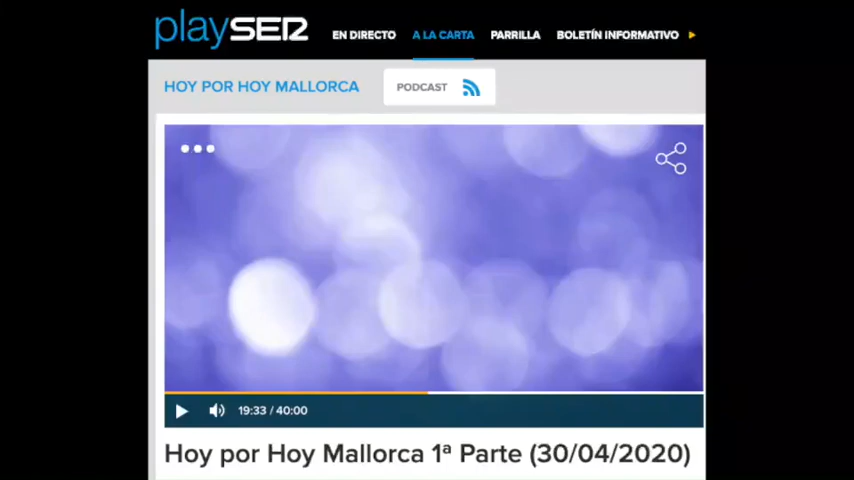 playSER EN DIRECTO A LA CARTA PARRILLA BOLETÍN INFORMATIVO
HOY POR HOY MALLORCA PODCAST
19:33 / 40:00
Hoy por Hoy Mallorca 1ª Parte (30/04/2020)